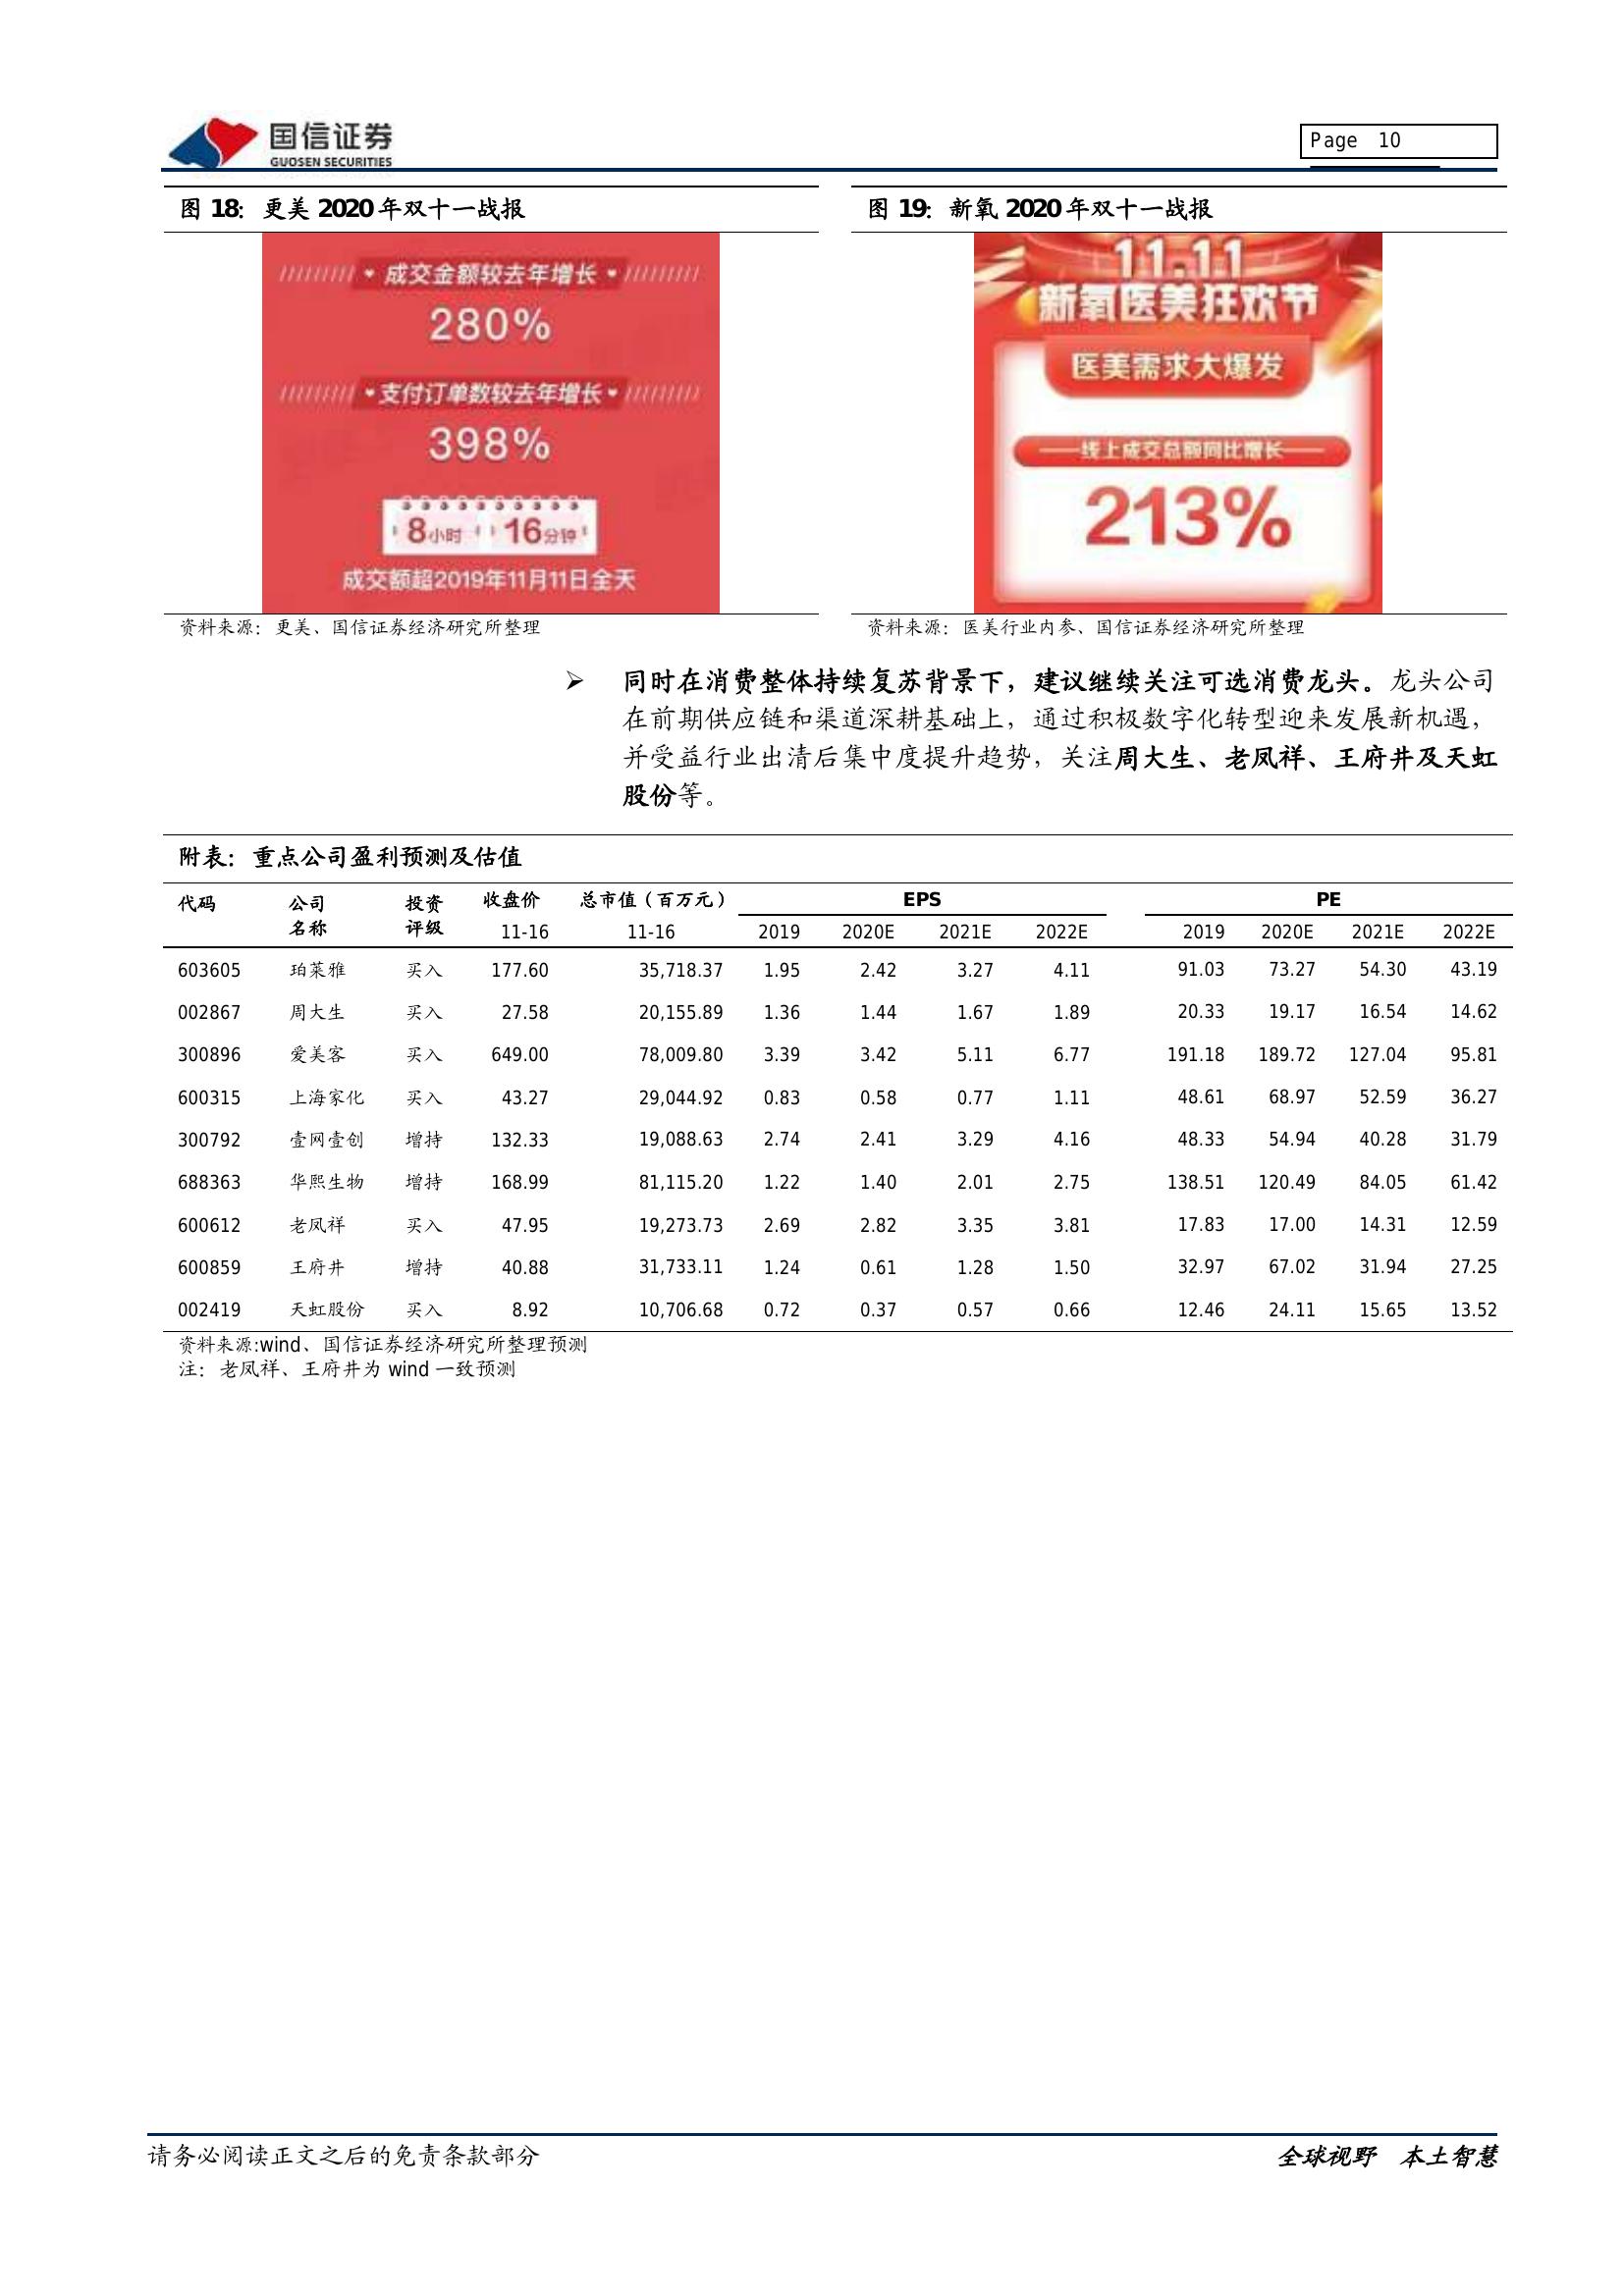 国信证券
GUOSEN SECURITIES
Page 10
图 18：更美 2020 年双十一战报
成交金额较去年增长
280%
支付订单数较去年增长
398%
8小时 16分钟
成交额超2019年11月11日全天
资料来源：更美、国信证券经济研究所整理
图 19：新氧 2020 年双十一战报
11.11
新氧医美狂欢节
医美需求大爆发
线上成交总额同比增长
213%
资料来源：医美行业内参、国信证券经济研究所整理
➢ 同时在消费整体持续复苏背景下，建议继续关注可选消费龙头。龙头公司
在前期供应链和渠道深耕基础上，通过积极数字化转型迎来发展新机遇，
并受益行业出清后集中度提升趋势，关注周大生、老凤祥、王府井及天虹
股份等。
附表：重点公司盈利预测及估值
代码 公司 投资 收盘价 总市值（百万元） EPS PE
名称 评级 11-16 11-16 2019 2020E 2021E 2022E 2019 2020E 2021E 2022E
603605 珀莱雅 买入 177.60 35,718.37 1.95 2.42 3.27 4.11 91.03 73.27 54.30 43.19
002867 周大生 买入 27.58 20,155.89 1.36 1.44 1.67 1.89 20.33 19.17 16.54 14.62
300896 爱美客 买入 649.00 78,009.80 3.39 3.42 5.11 6.77 191.18 189.72 127.04 95.81
600315 上海家化 买入 43.27 29,044.92 0.83 0.58 0.77 1.11 48.61 68.97 52.59 36.27
300792 壹网壹创 增持 132.33 19,088.63 2.74 2.41 3.29 4.16 48.33 54.94 40.28 31.79
688363 华熙生物 增持 168.99 81,115.20 1.22 1.40 2.01 2.75 138.51 120.49 84.05 61.42
600612 老凤祥 买入 47.95 19,273.73 2.69 2.82 3.35 3.81 17.83 17.00 14.31 12.59
600859 王府井 增持 40.88 31,733.11 1.24 0.61 1.28 1.50 32.97 67.02 31.94 27.25
002419 天虹股份 买入 8.92 10,706.68 0.72 0.37 0.57 0.66 12.46 24.11 15.65 13.52
资料来源:wind、国信证券经济研究所整理预测
注：老凤祥、王府井为 wind 一致预测
请务必阅读正文之后的免责条款部分
全球视野 本土智慧